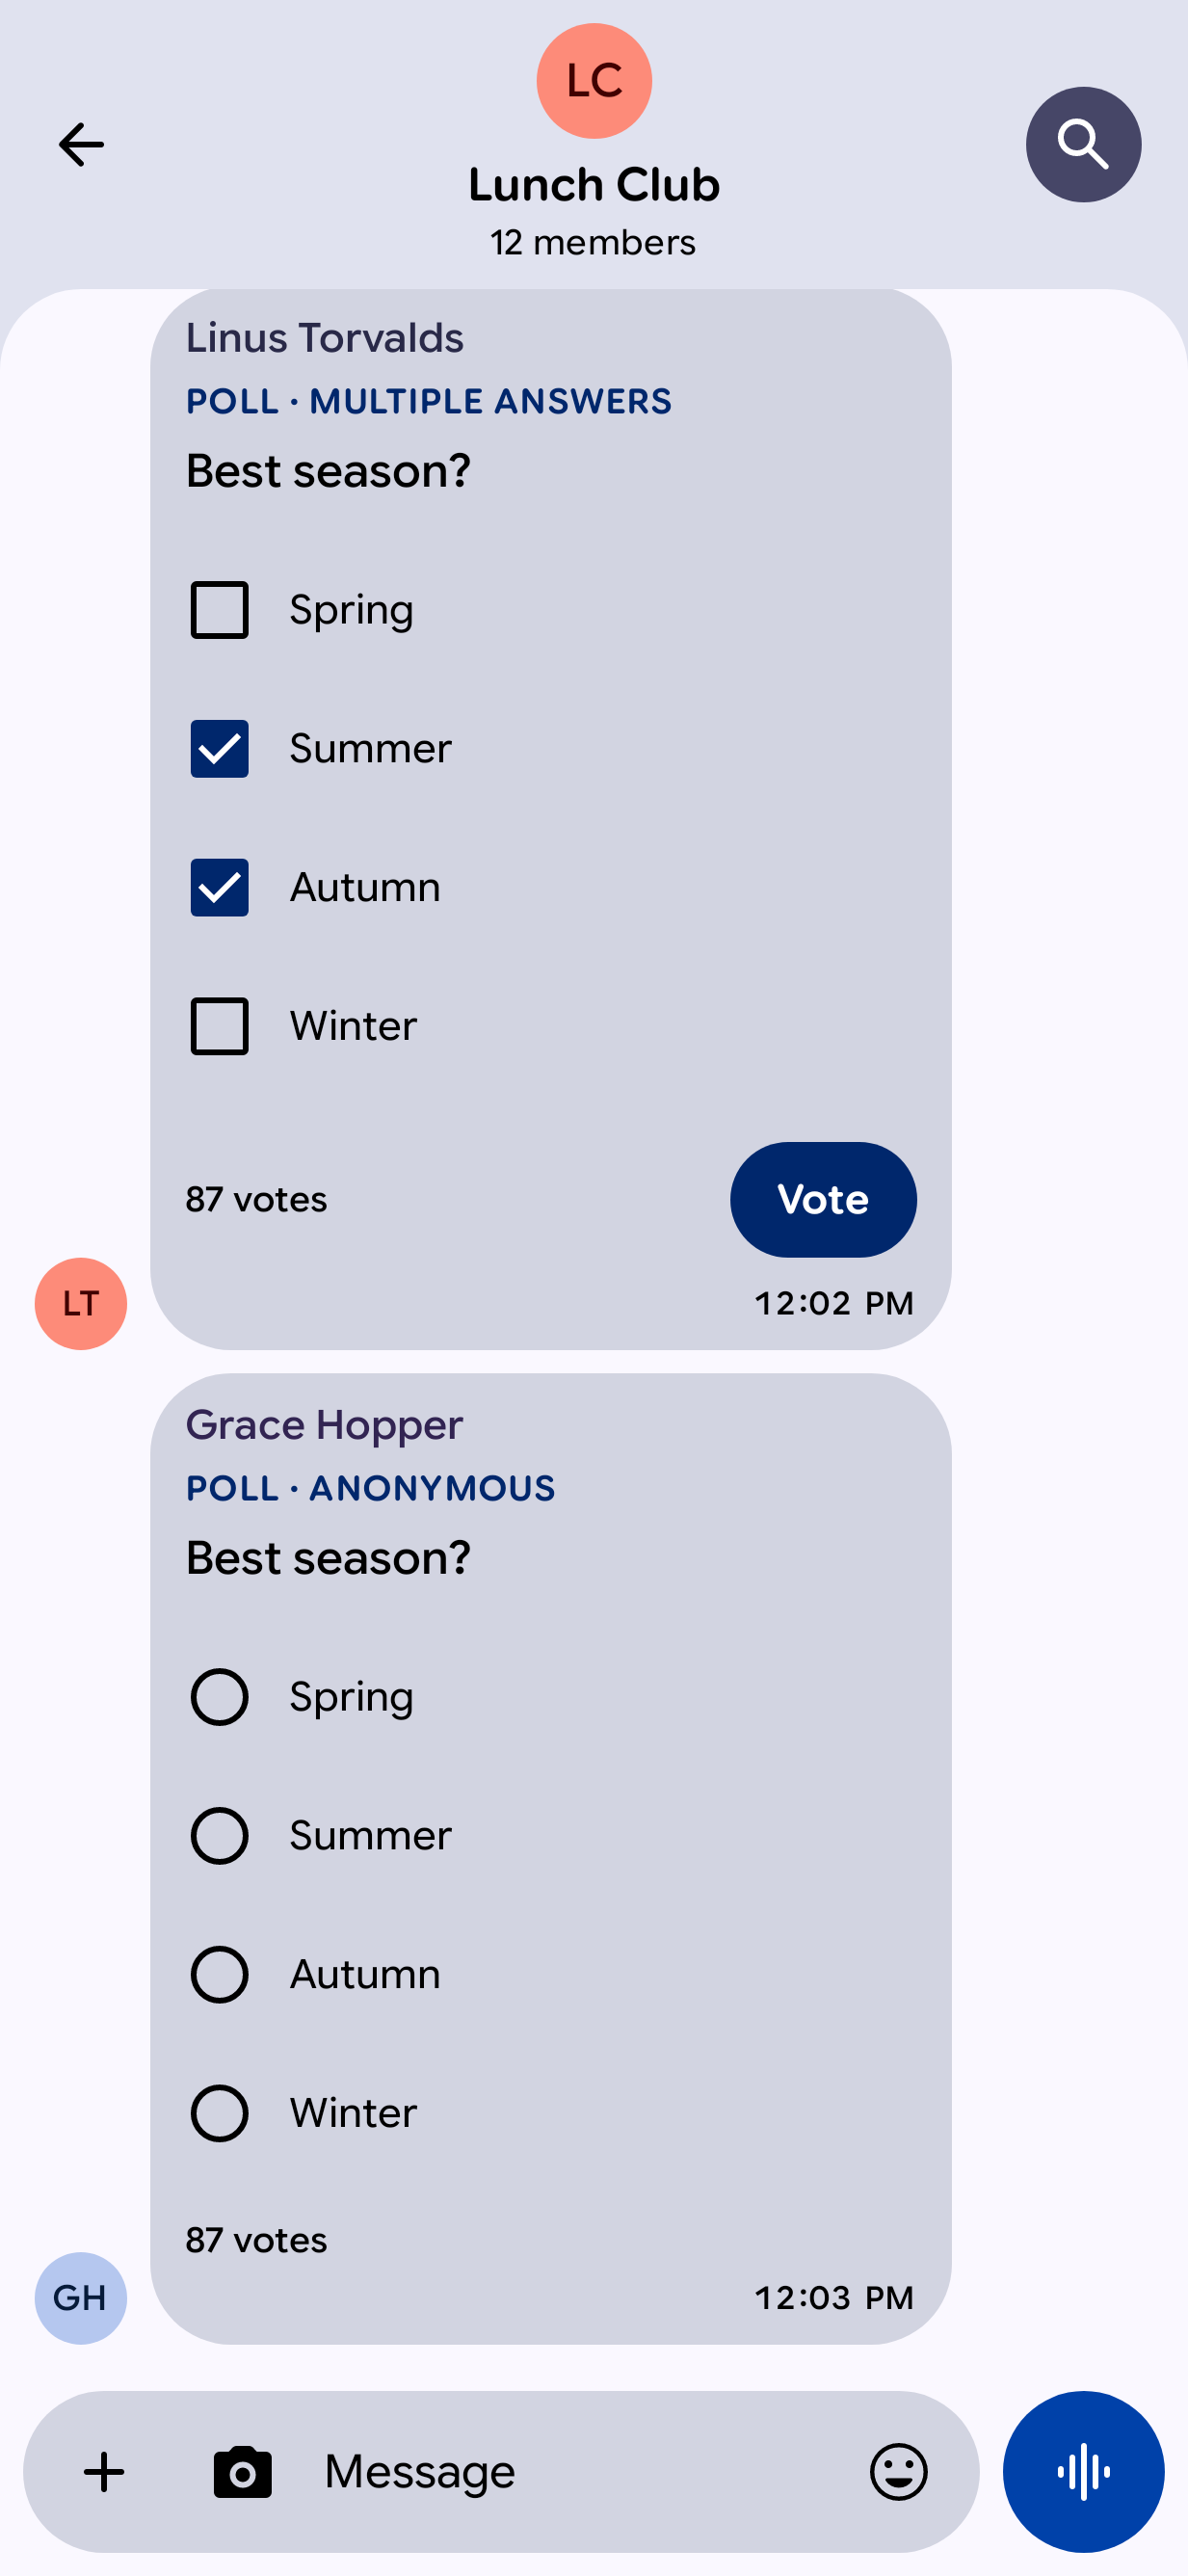 LC
Lunch Club
12 members
Linus Torvalds
POLL · MULTIPLE ANSWERS
Best season?
Spring
Summer
Autumn
Winter
87 votes
Vote
LT
12:02 PM
Grace Hopper
POLL · ANONYMOUS
Best season?
Spring
Summer
Autumn
Winter
87 votes
GH
12:03 PM
Message